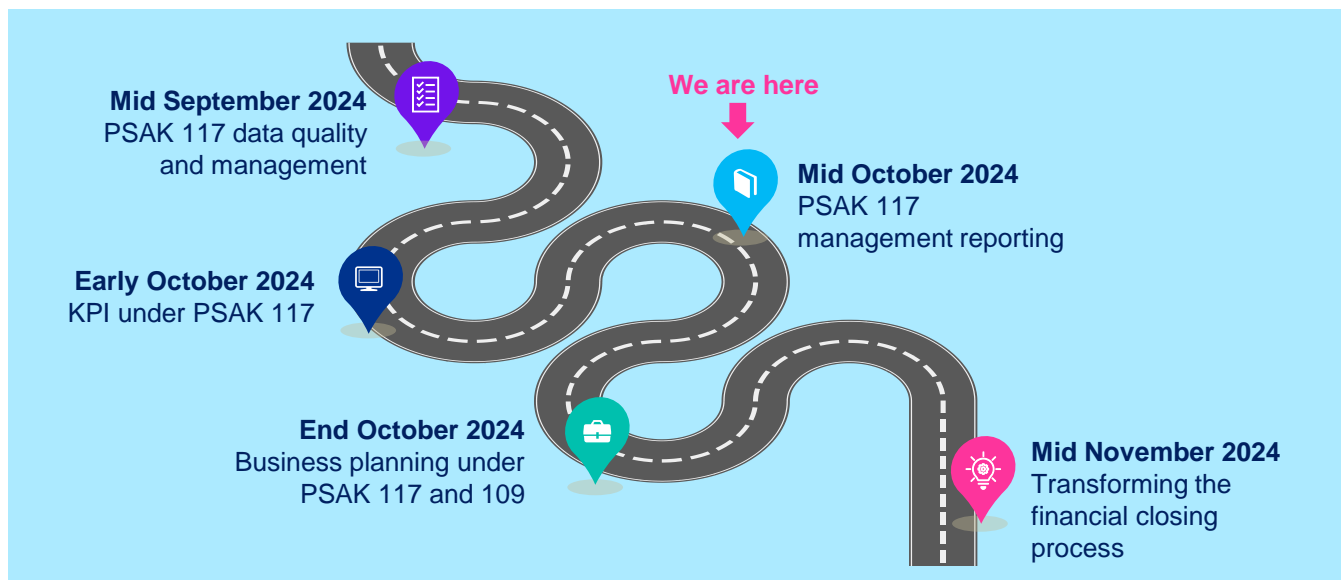 Mid September 2024
PSAK 117 data quality
and management
We are here
Mid October 2024
PSAK 117
management reporting
Early October 2024
KPI under PSAK 117
End October 2024
Business planning under
PSAK 117 and 109
Mid November 2024
Transforming the
financial closing
process